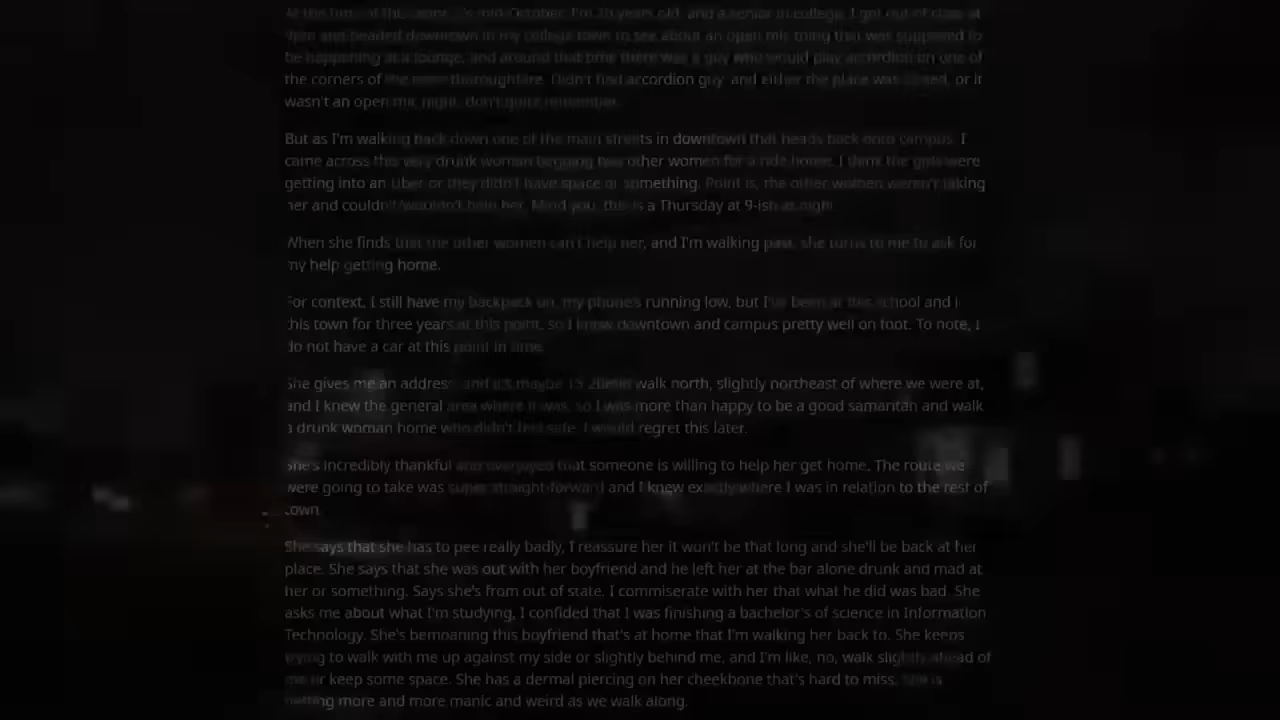 At the time of this story, it's mid-October, I'm 20 years old, and a senior in college. I got out of class at
9pm and headed downtown in my college town to see about an open mic thing that was supposed to
be happening at a lounge, and around that time there was a guy who would play accordion on one of
the corners of the main thoroughfare. Didn't find accordion guy, and either the place was closed, or it
wasn't an open mic night, don't quite remember.
But as I'm walking back down one of the main streets in downtown that heads back onto campus, I
came across this very drunk woman begging two other women for a ride home. I think the girls were
getting into an Uber or they didn't have space or something. Point is, the other women weren't taking
her and couldn't/wouldn't help her. Mind you, this is a Thursday at 9-ish at night.
When she finds that the other women can't help her, and I'm walking past, she turns to me to ask for
my help getting home.
For context, I still have my backpack on, my phone's running low, but I've been at this school and i
this town for three years at this point, so I know downtown and campus pretty well on foot. To note, I
do not have a car at this point in time.
She gives me an address and it's maybe 15-20min walk north, slightly northeast of where we were at,
and I knew the general area where it was, so I was more than happy to be a good samaritan and walk
a drunk woman home who didn't feel safe. I would regret this later.
She's incredibly thankful and overjoyed that someone is willing to help her get home. The route we
were going to take was super straight-forward and I knew exactly where I was in relation to the rest of
town.
She says that she has to pee really badly, I reassure her it won't be that long and she'll be back at her
place. She says that she was out with her boyfriend and he left her at the bar alone drunk and mad at
her or something. Says she's from out of state. I commiserate with her that what he did was bad. She
asks me about what I'm studying, I confided that I was finishing a bachelor's of science in Information
Technology. She's bemoaning this boyfriend that's at home that I'm walking her back to. She keeps
trying to walk with me up against my side or slightly behind me, and I'm like, no, walk slightly ahead of
me or keep some space. She has a dermal piercing on her cheekbone that's hard to miss. She is
getting more and more manic and weird as we walk along.